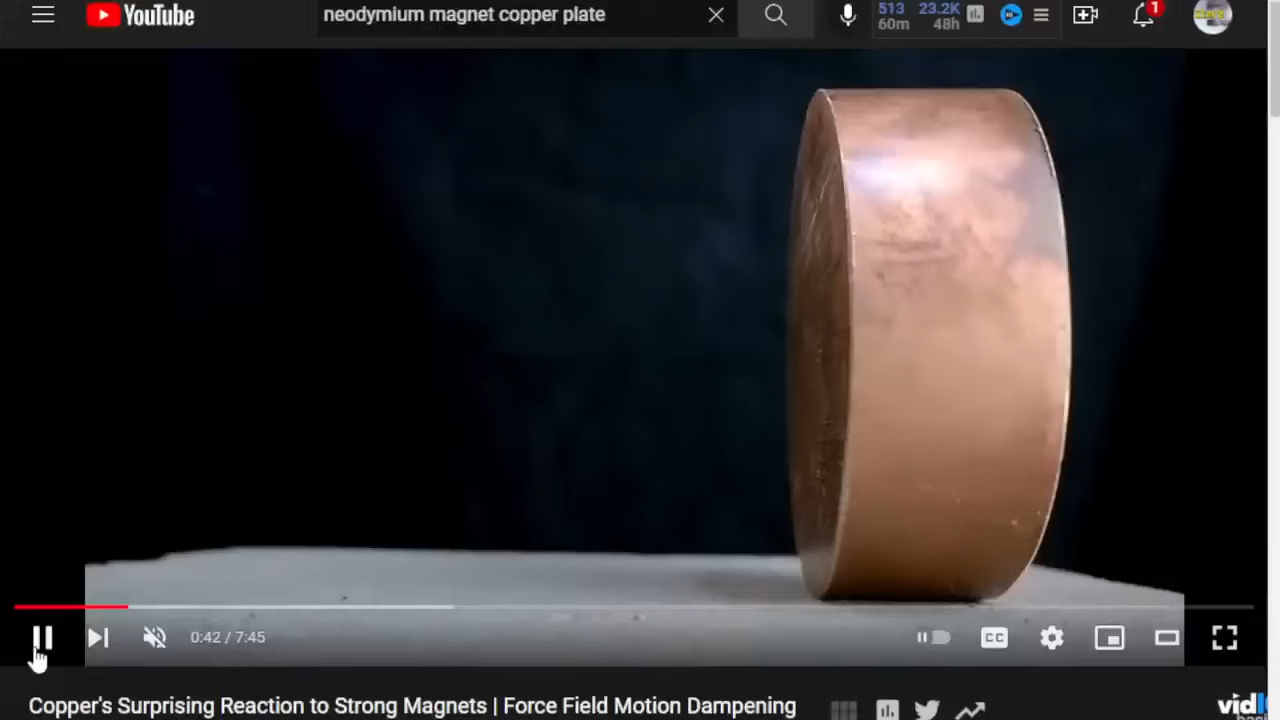 YouTube
neodymium magnet copper plate
513 23.2K
60m 48h
1
0:42 / 7:45
CC
Copper's Surprising Reaction to Strong Magnets | Force Field Motion Dampening